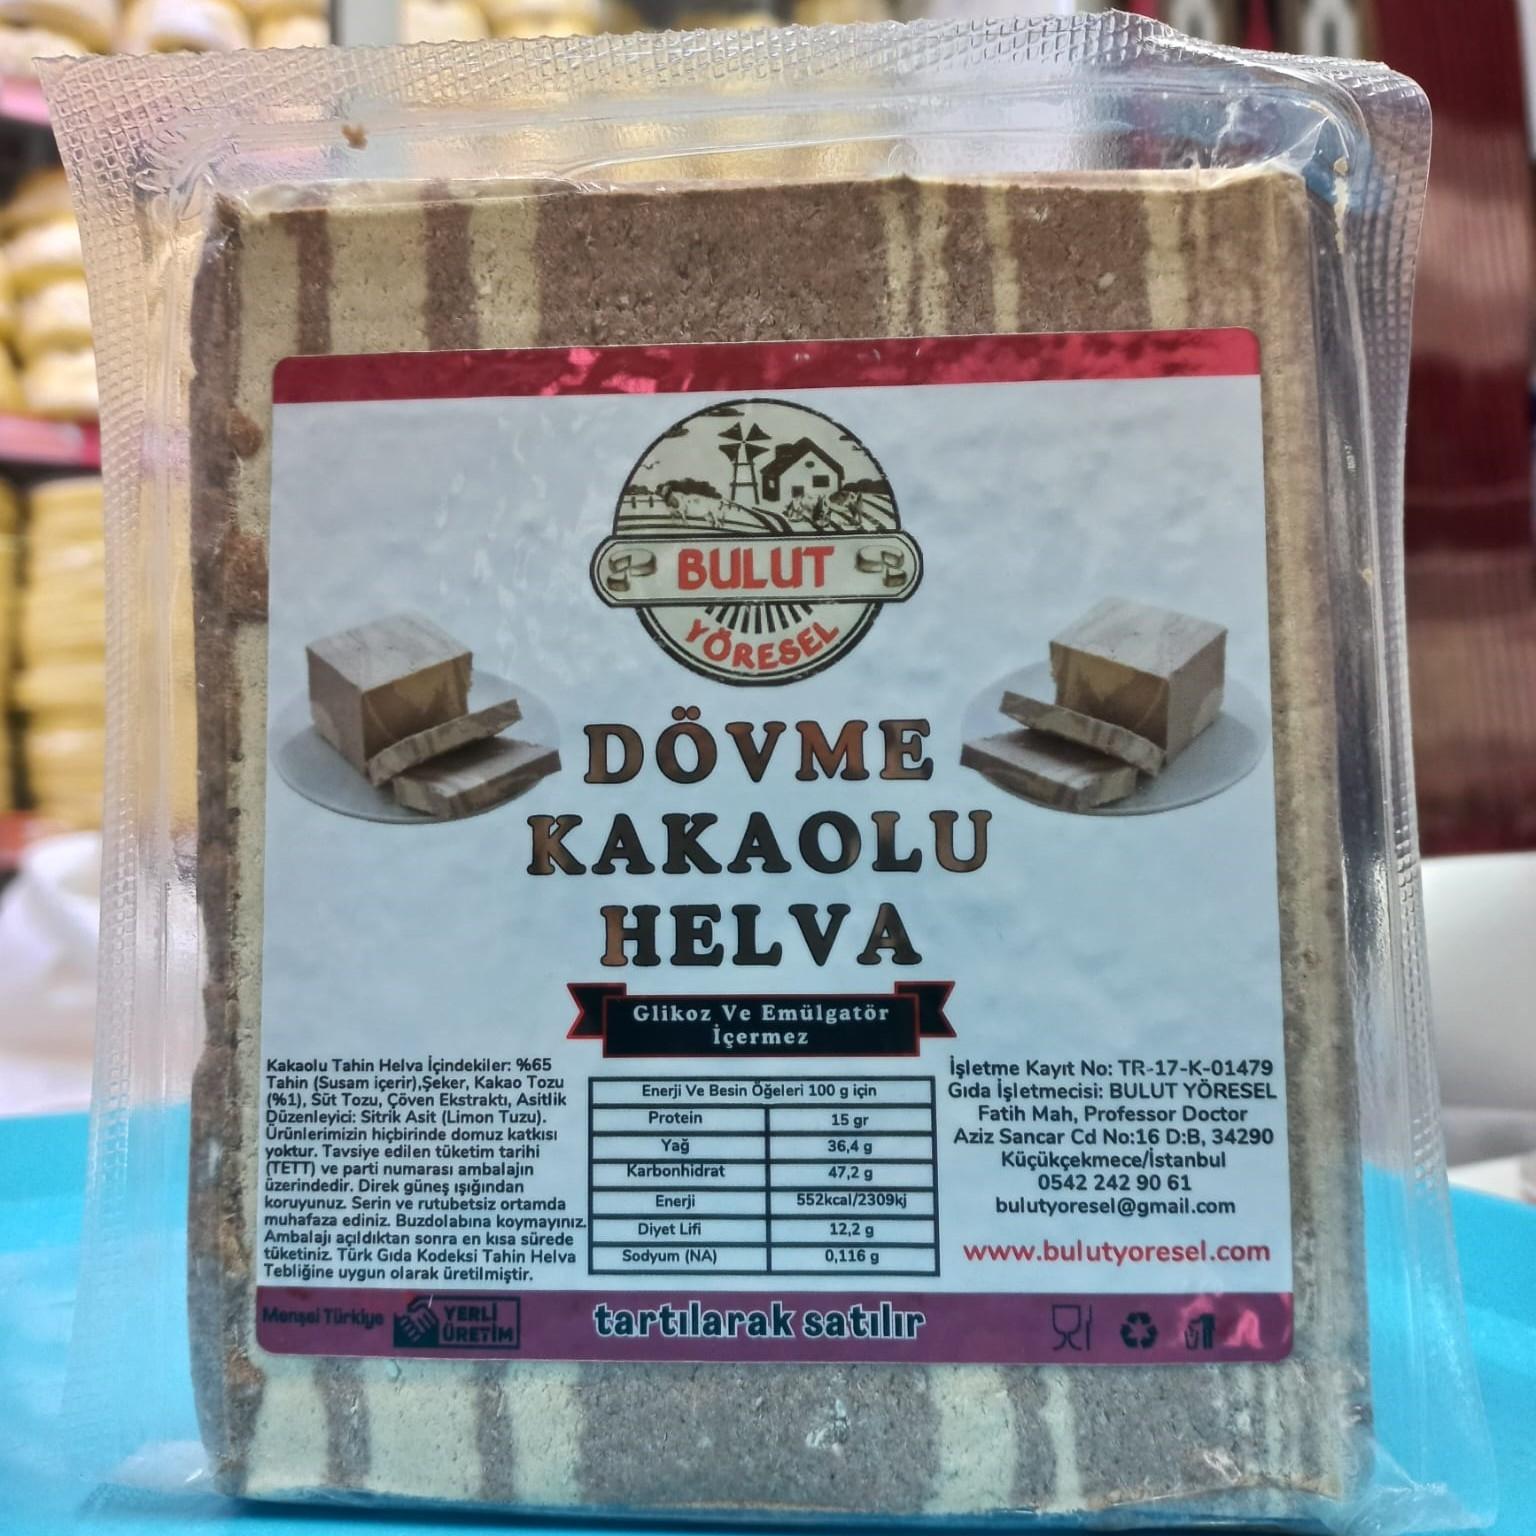 BULUT
YÖRESEL
DÖVME
KAKAOLU
HELVA
Glikoz Ve Emülgatör
İçermez
Kakaolu Tahin Helva İçindekiler: %65
Tahin (Susam içerir),Şeker, Kakao Tozu
(%1), Süt Tozu, Çöven Ekstraktı, Asitlik
Düzenleyici: Sitrik Asit (Limon Tuzu).
Ürünlerimizin hiçbirinde domuz katkısı
yoktur. Tavsiye edilen tüketim tarihi
(TETT) ve parti numarası ambalajın
üzerindedir. Direk güneş ışığından
koruyunuz. Serin ve rutubetsiz ortamda
muhafaza ediniz. Buzdolabına koymayınız.
Ambalajı açıldıktan sonra en kısa sürede
tüketiniz. Türk Gıda Kodeksi Tahin Helva
Tebliğine uygun olarak üretilmiştir.
Enerji Ve Besin Öğeleri 100 g için
Protein 15 gr
Yağ 36,4 g
Karbonhidrat 47,2 g
Enerji 552kcal/2309kj
Diyet Lifi 12,2 g
Sodyum (NA) 0,116 g
İşletme Kayıt No: TR-17-K-01479
Gıda İşletmecisi: BULUT YÖRESEL
Fatih Mah, Professor Doctor
Aziz Sancar Cd No:16 D:B, 34290
Küçükçekmece/İstanbul
0542 242 90 61
bulutyoresel@gmail.com
www.bulutyoresel.com
Menşei Türkiye
YERLİ
ÜRETİM
tartılarak satılır